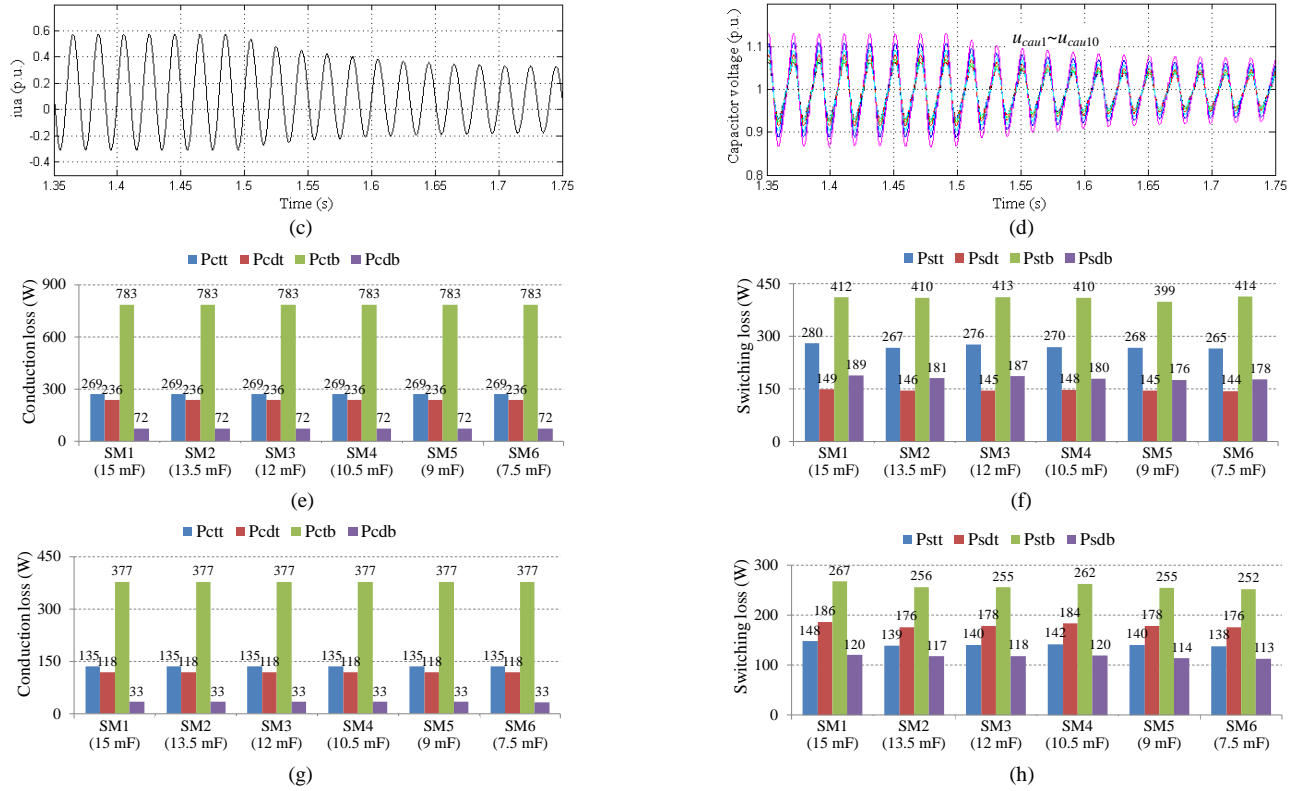 iua (p.u.)
0.6
0.4
0.2
0
-0.2
-0.4
1.35 1.4 1.45 1.5 1.55 1.6 1.65 1.7 1.75
Time (s)
(c)
Capacitor voltage (p.u.)
1.1
1
0.9
0.8
ucau1~ucau10
1.35 1.4 1.45 1.5 1.55 1.6 1.65 1.7 1.75
Time (s)
(d)
Pctt Pcdt Pctb Pcdb
Conduction loss (W)
900
600
300
0
783 783 783 783 783 783
269 236 72 269 236 72 269 236 72 269 236 72 269 236 72 269 236 72
SM1 SM2 SM3 SM4 SM5 SM6
(15 mF) (13.5 mF) (12 mF) (10.5 mF) (9 mF) (7.5 mF)
(e)
Pstt Psdt Pstb Psdb
Switching loss (W)
450
300
150
0
412 410 413 410 399 414
280 267 276 270 268 265
149 189 146 181 145 187 148 180 145 176 144 178
SM1 SM2 SM3 SM4 SM5 SM6
(15 mF) (13.5 mF) (12 mF) (10.5 mF) (9 mF) (7.5 mF)
(f)
Pctt Pcdt Pctb Pcdb
Conduction loss (W)
450
300
150
0
377 377 377 377 377 377
135 118 33 135 118 33 135 118 33 135 118 33 135 118 33 135 118 33
SM1 SM2 SM3 SM4 SM5 SM6
(15 mF) (13.5 mF) (12 mF) (10.5 mF) (9 mF) (7.5 mF)
(g)
Pstt Psdt Pstb Psdb
Switching loss (W)
300
200
100
0
267 256 255 262 255 252
186 176 178 184 178 176
148 120 139 117 140 118 142 120 140 114 138 113
SM1 SM2 SM3 SM4 SM5 SM6
(15 mF) (13.5 mF) (12 mF) (10.5 mF) (9 mF) (7.5 mF)
(h)